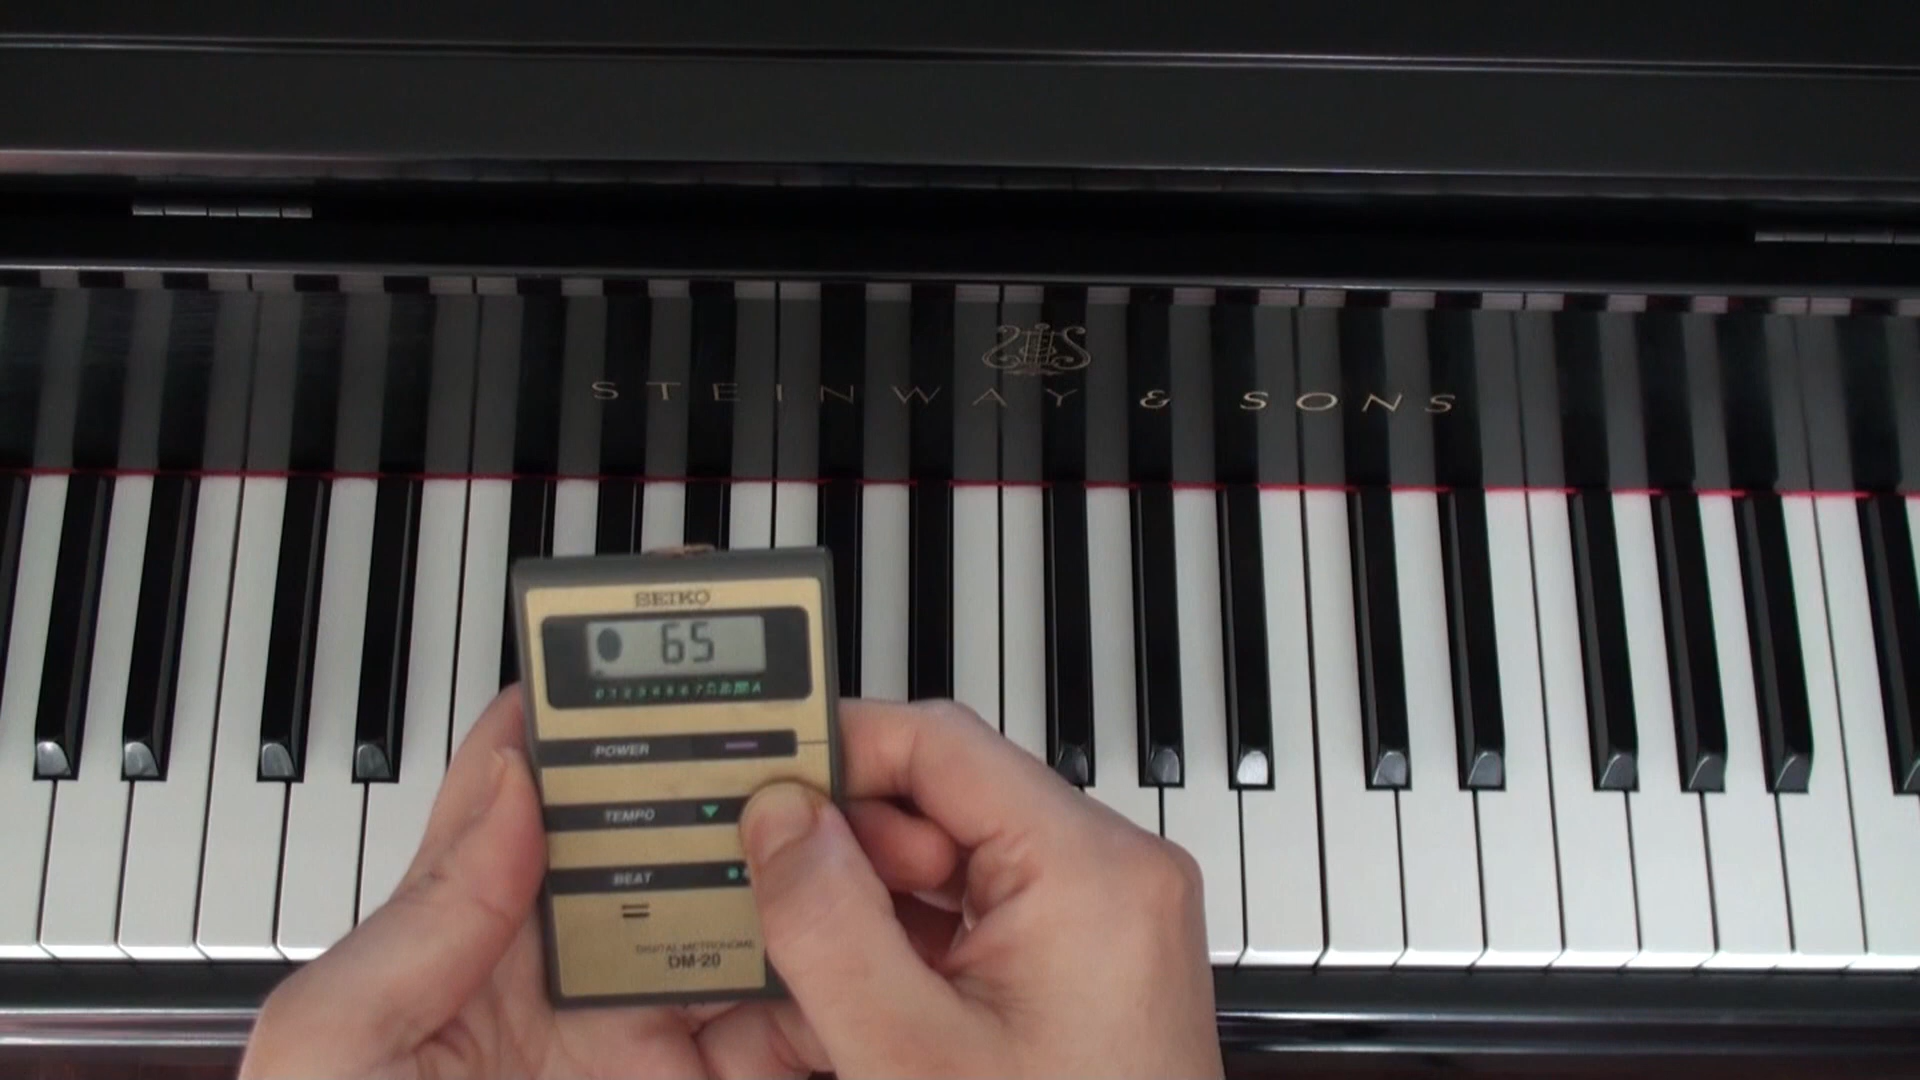 STEINWAY & SONS
SEIKO
65
POWER
TEMPO
BEAT
DIGITAL METRONOME
DM-20